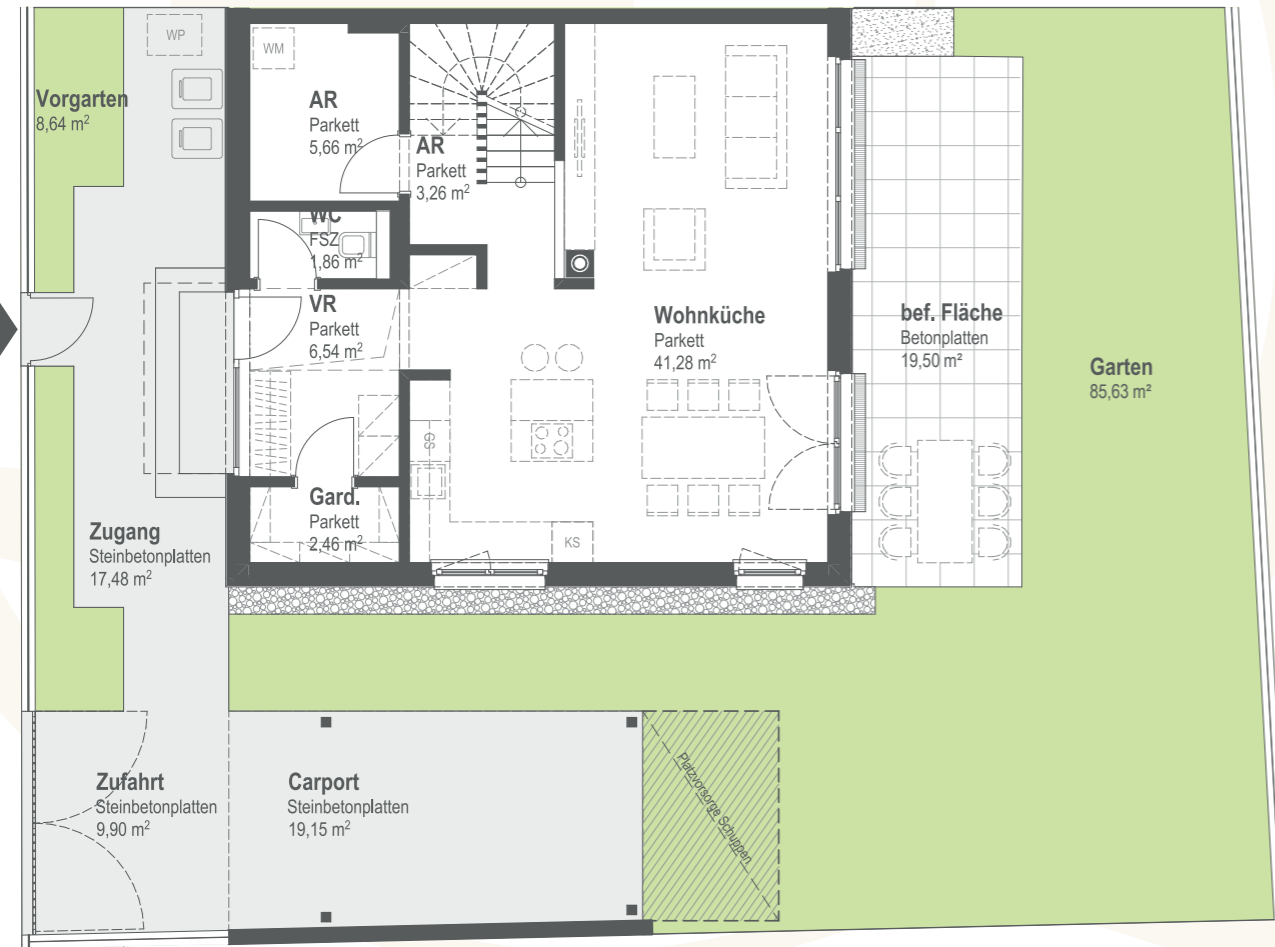 WP
WM
Vorgarten
8,64 m²
AR
Parkett
5,66 m²
AR
Parkett
3,26 m²
WC
FSZ
1,86 m²
VR
Parkett
6,54 m²
Wohnküche
Parkett
41,28 m²
bef. Fläche
Betonplatten
19,50 m²
Garten
85,63 m²
GS
Gard.
Parkett
2,46 m²
KS
Zugang
Steinbetonplatten
17,48 m²
Zufahrt
Steinbetonplatten
9,90 m²
Carport
Steinbetonplatten
19,15 m²
Platzvorsorge Schuppen